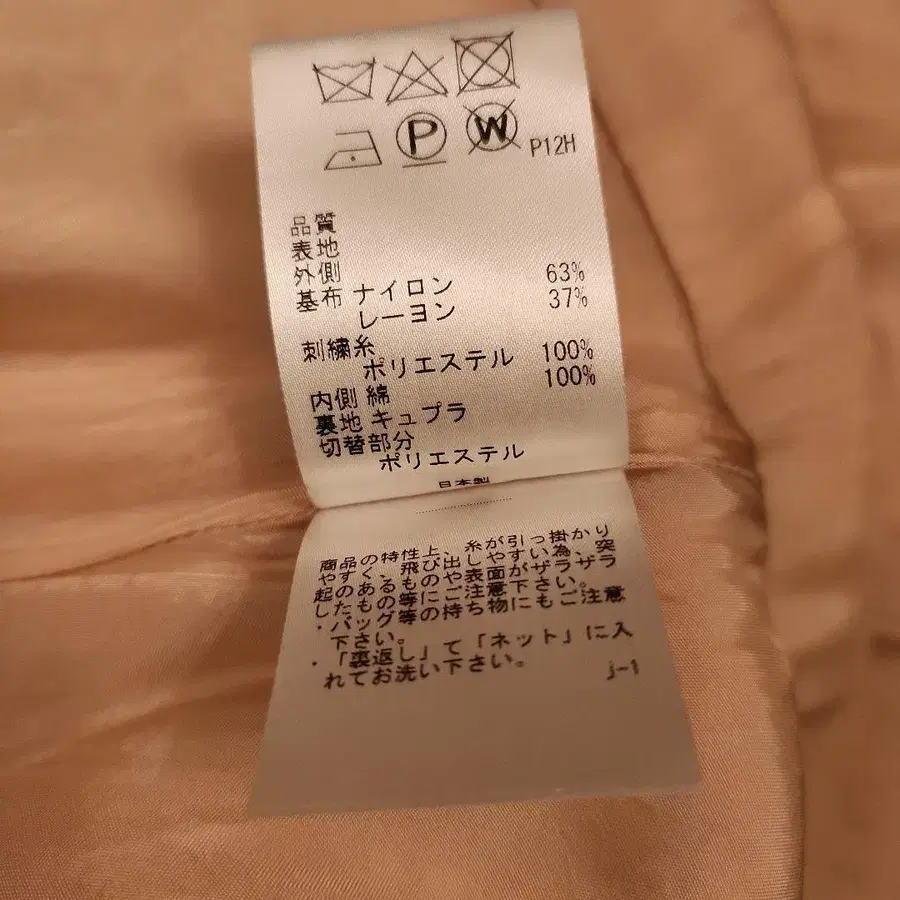 P
W
P12H
品質
表地
外側
基布 ナイロン 63%
レーヨン 37%
刺繍糸
ポリエステル 100%
内側 綿 100%
裏地 キュプラ
切替部分
ポリエステル
日本製
商品の特性上、糸が引っ掛かり
やすく、飛び出しやすい為、突
起のあるものや表面がザラザラ
したもの等にご注意下さい。
・バッグ等の持ち物にもご注意
下さい。
・「裏返し」て「ネット」に入
れてお洗い下さい。
j-1